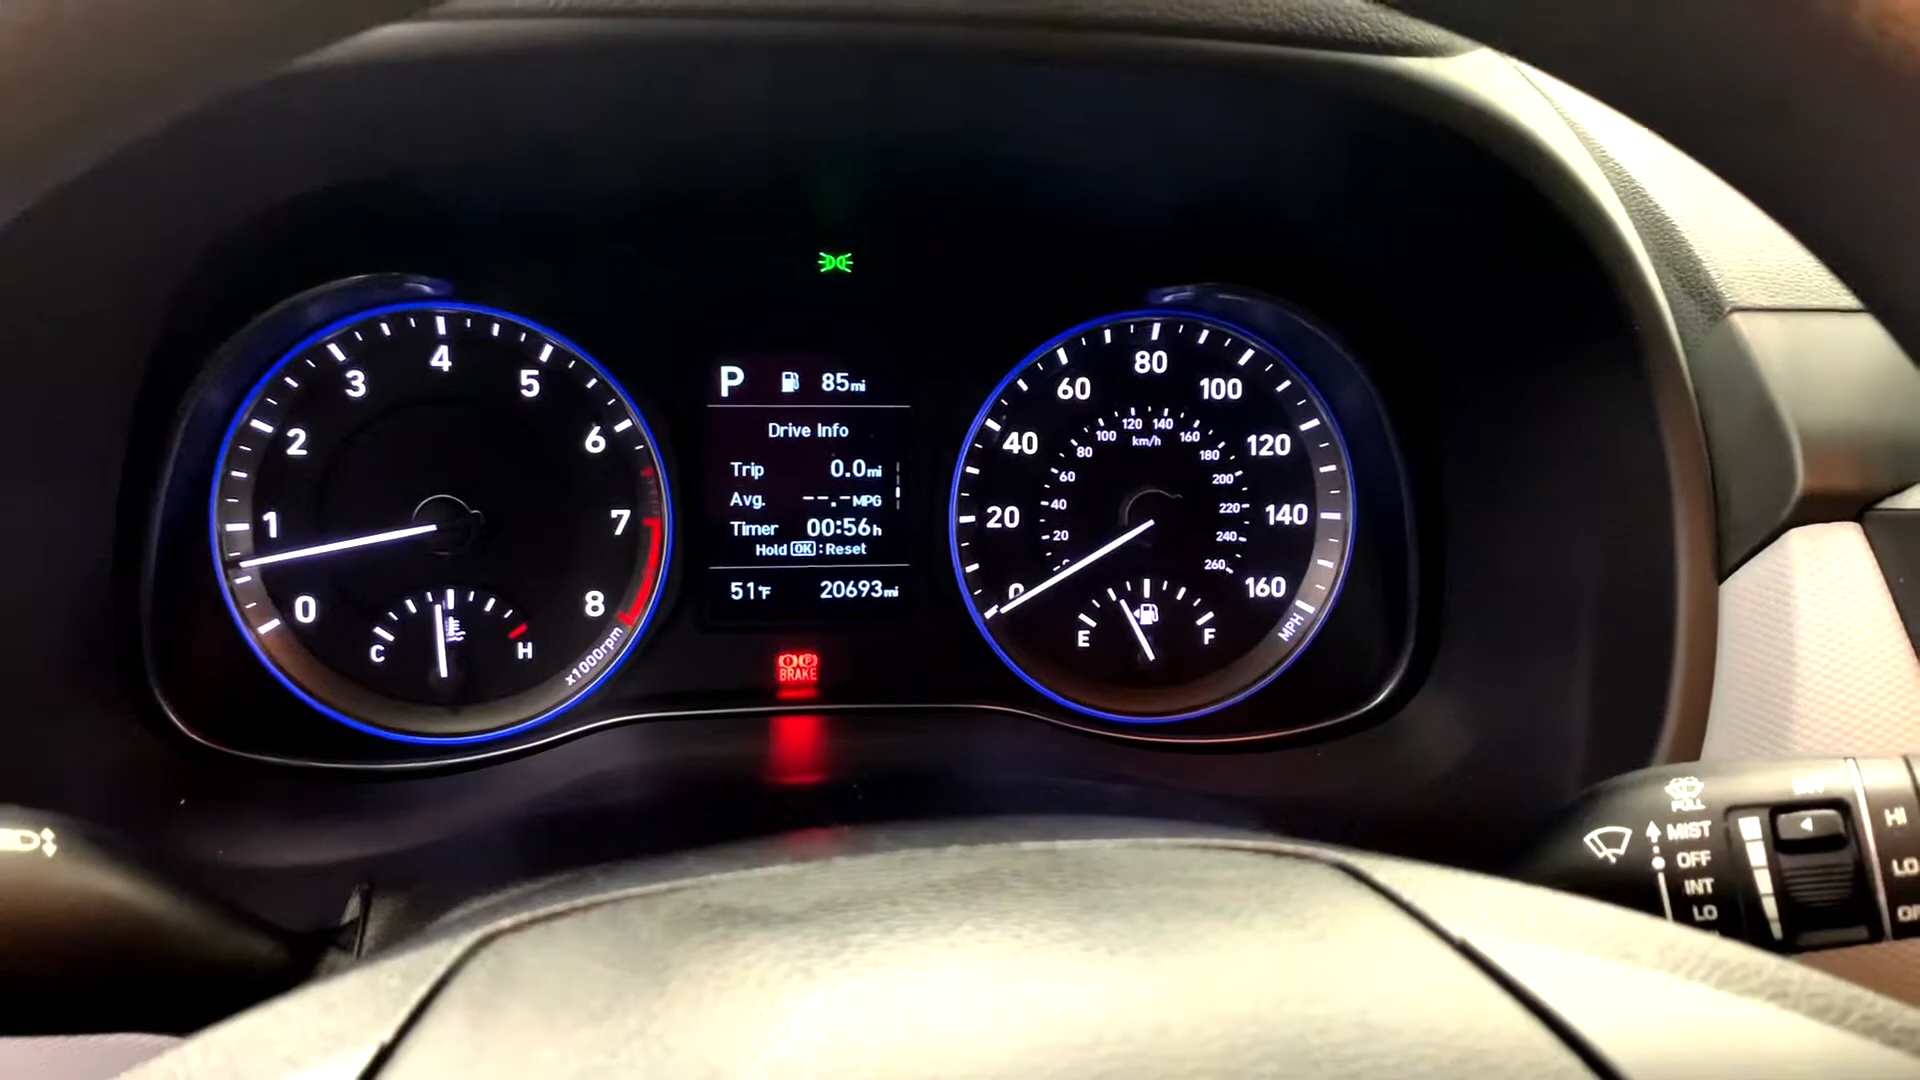 P 85mi
Drive Info
Trip 0.0mi
Avg. --.-MPG
Timer 00:56h
Hold OK : Reset
51°F 20693mi
BRAKE
0 1 2 3 4 5 6 7 8
x1000rpm
C H
0 20 40 60 80 100 120 140 160
MPH
20 40 60 80 100 120 140 160 180 200 220 240 260
km/h
E F
PULL
MIST
OFF
INT
LO
HI
LO